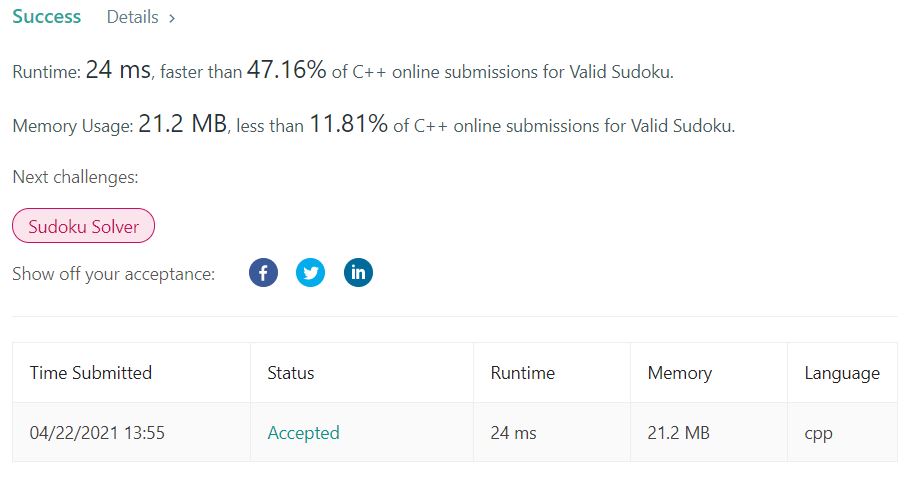 Success Details >
Runtime: 24 ms, faster than 47.16% of C++ online submissions for Valid Sudoku.
Memory Usage: 21.2 MB, less than 11.81% of C++ online submissions for Valid Sudoku.
Next challenges:
Sudoku Solver
Show off your acceptance: f in
Time Submitted Status Runtime Memory Language
04/22/2021 13:55 Accepted 24 ms 21.2 MB cpp